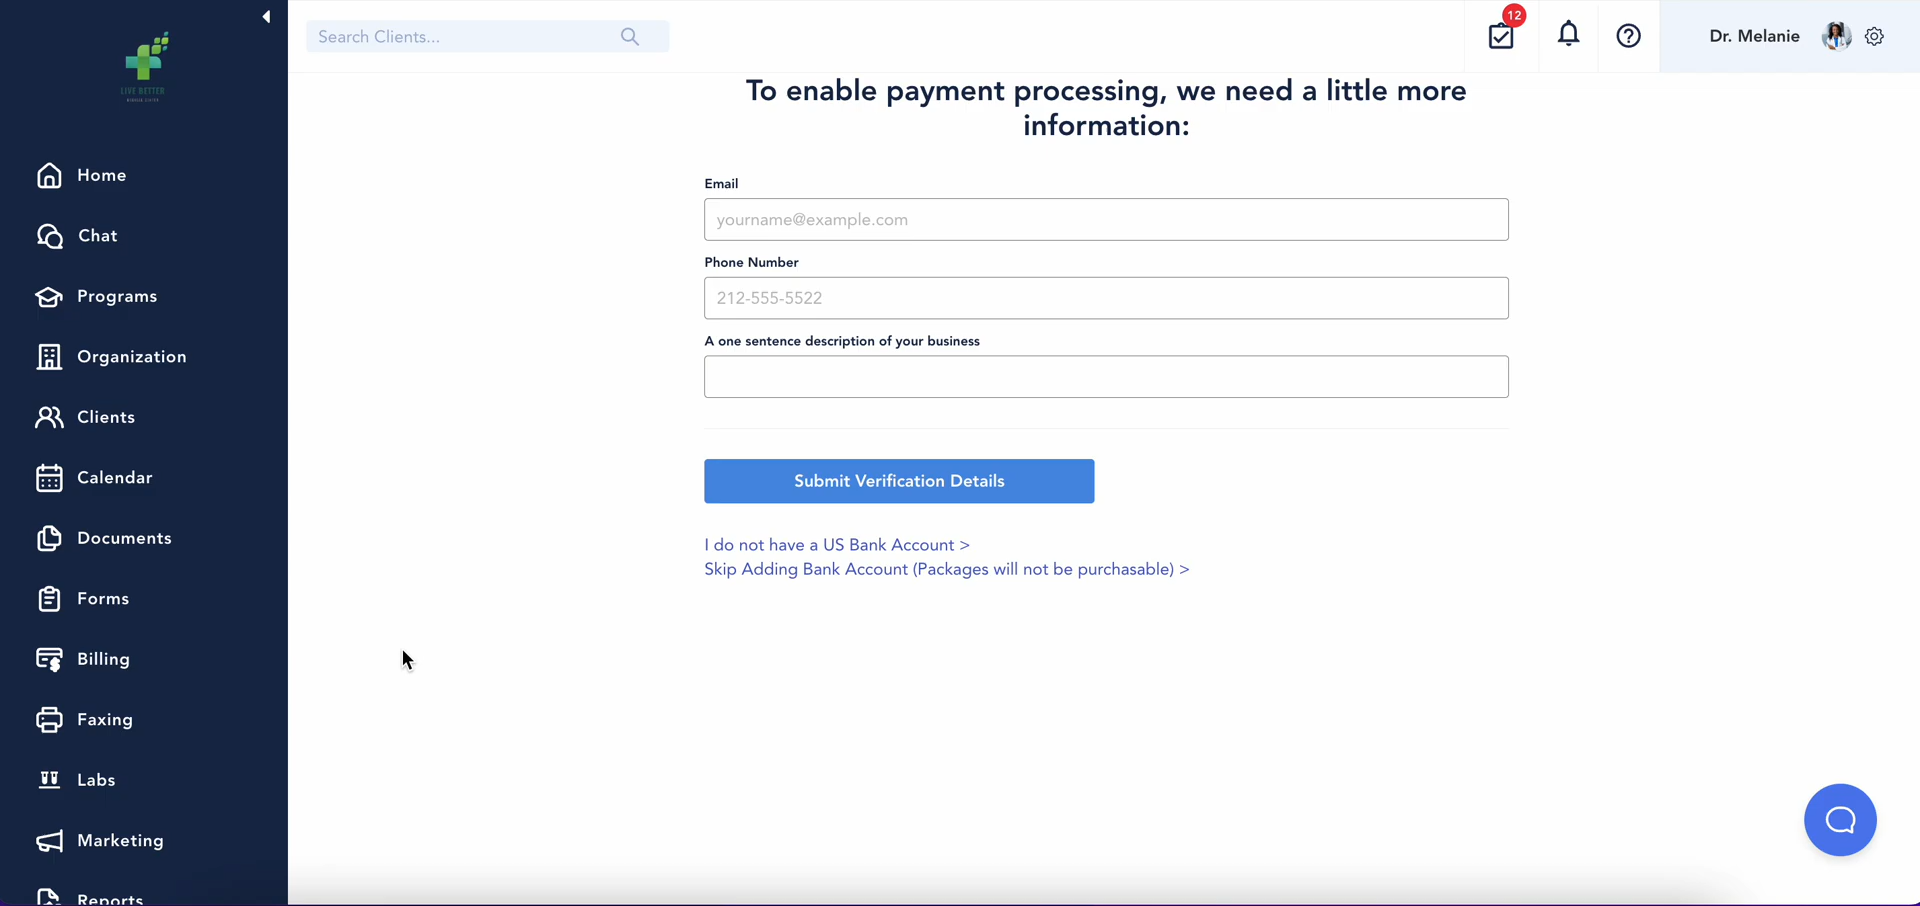 Search Clients...
12
Dr. Melanie
LIVE BETTER
Home
Chat
Programs
Organization
Clients
Calendar
Documents
Forms
Billing
Faxing
Labs
Marketing
Reports
To enable payment processing, we need a little more
information:
Email
yourname@example.com
Phone Number
212-555-5522
A one sentence description of your business
Submit Verification Details
I do not have a US Bank Account >
Skip Adding Bank Account (Packages will not be purchasable) >